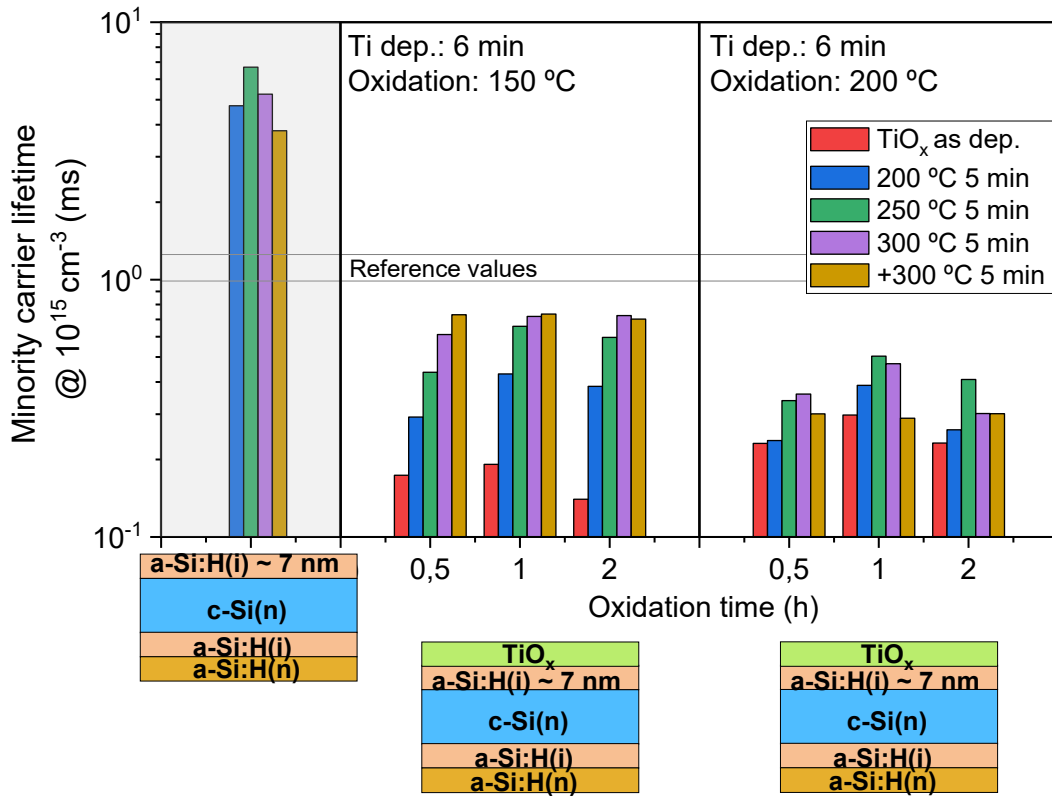 Minority carrier lifetime
@ 10¹⁵ cm⁻³ (ms)
10¹
10⁰
10⁻¹
Ti dep.: 6 min
Oxidation: 150 ºC
Ti dep.: 6 min
Oxidation: 200 ºC
TiOₓ as dep.
200 ºC 5 min
250 ºC 5 min
300 ºC 5 min
+300 ºC 5 min
Reference values
0,5 1 2
0,5 1 2
Oxidation time (h)
a-Si:H(i) ~ 7 nm
c-Si(n)
a-Si:H(i)
a-Si:H(n)
TiOₓ
a-Si:H(i) ~ 7 nm
c-Si(n)
a-Si:H(i)
a-Si:H(n)
TiOₓ
a-Si:H(i) ~ 7 nm
c-Si(n)
a-Si:H(i)
a-Si:H(n)